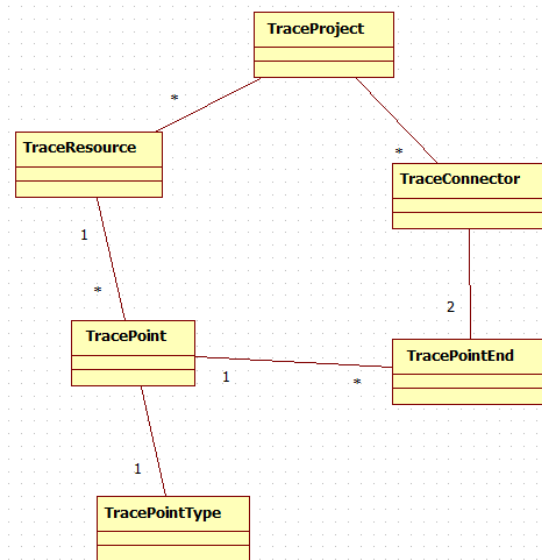 TraceProject
*
TraceResource
*
TraceConnector
1
*
2
TracePoint
TracePointEnd
1
*
1
TracePointType